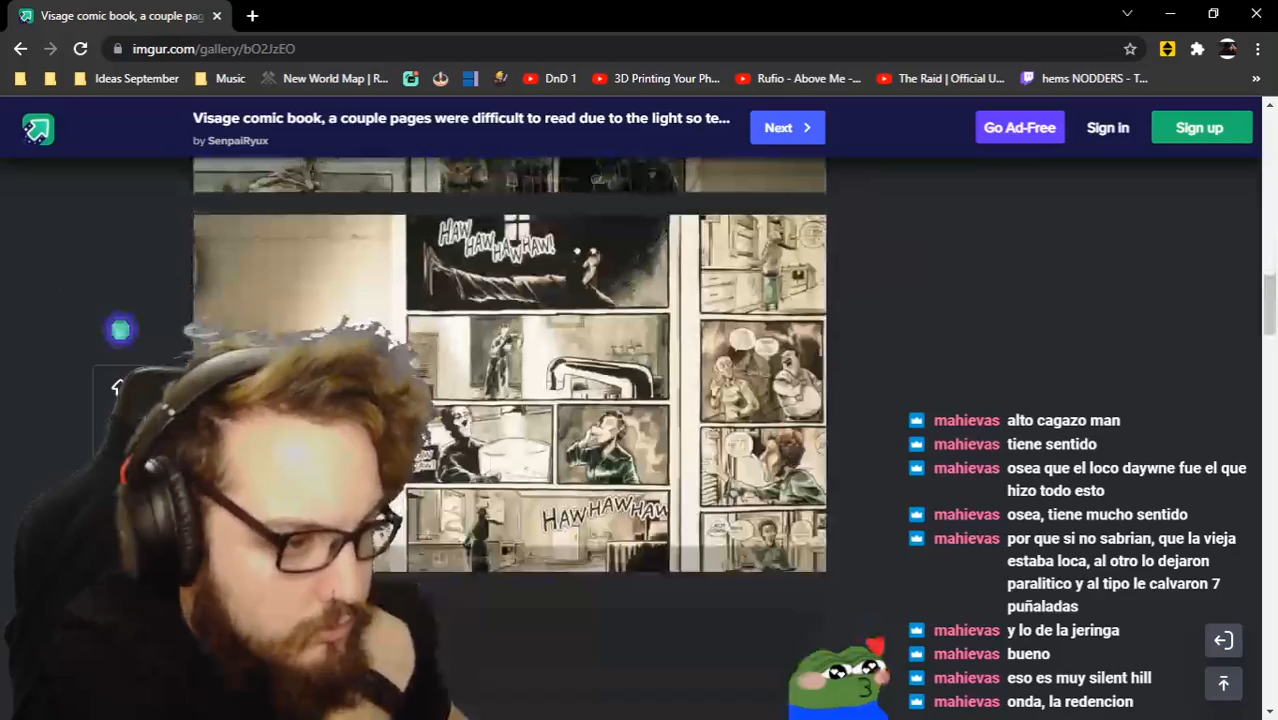 Visage comic book, a couple pag
imgur.com/gallery/bO2JzEO
Ideas September
Music
New World Map | R...
DnD 1
3D Printing Your Ph...
Rufio - Above Me -...
The Raid | Official U...
hems NODDERS - T...
»
Visage comic book, a couple pages were difficult to read due to the light so te...
by SenpaiRyux
Next
Go Ad-Free
Sign in
Sign up
HAW
HAW
HAW HAW!
HAW HAW HAW
mahievas alto cagazo man
mahievas tiene sentido
mahievas osea que el loco daywne fue el que
hizo todo esto
mahievas osea, tiene mucho sentido
mahievas por que si no sabrian, que la vieja
estaba loca, al otro lo dejaron
paralitico y al tipo le calvaron 7
puñaladas
mahievas y lo de la jeringa
mahievas bueno
mahievas eso es muy silent hill
mahievas onda, la redencion